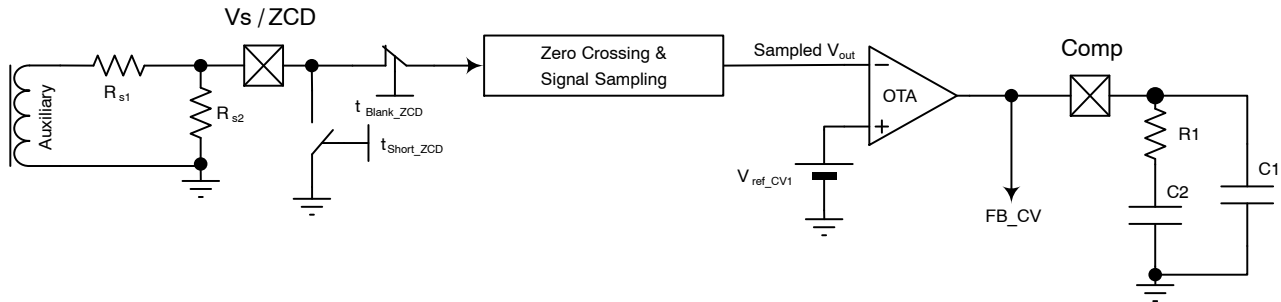 Vs / ZCD
Comp
Zero Crossing &
Signal Sampling
Sampled Vout
Rs1
Auxiliary
Rs2
tBlank_ZCD
tShort_ZCD
−
OTA
+
Vref_CV1
FB_CV
R1
C2
C1